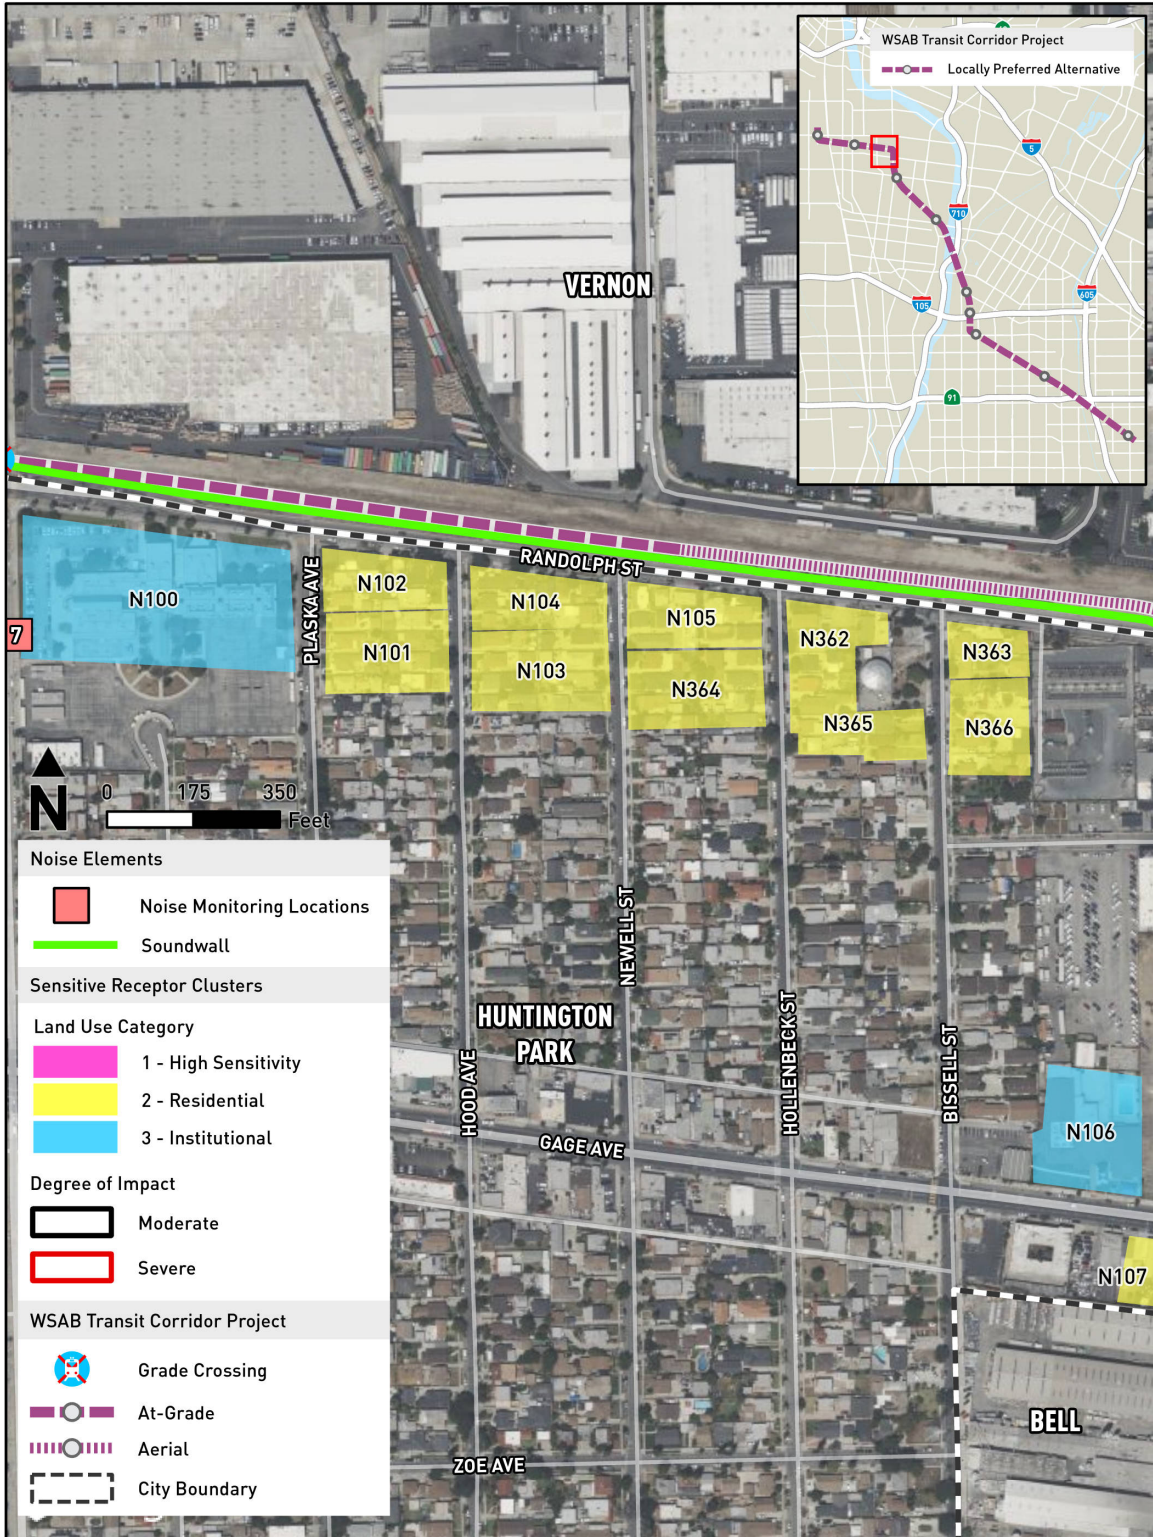 WSAB Transit Corridor Project
Locally Preferred Alternative
5
710
105
605
91
VERNON
RANDOLPH ST
PLASKA AVE
N100
N102
N104
N105
N362
N363
N101
N103
N364
N365
N366
7
N
0 175 350
Feet
NEWELL ST
HUNTINGTON
PARK
HOOD AVE
HOLLENBECK ST
BISSELL ST
GAGE AVE
N106
N107
BELL
ZOE AVE
Noise Elements
Noise Monitoring Locations
Soundwall
Sensitive Receptor Clusters
Land Use Category
1 - High Sensitivity
2 - Residential
3 - Institutional
Degree of Impact
Moderate
Severe
WSAB Transit Corridor Project
Grade Crossing
At-Grade
Aerial
City Boundary